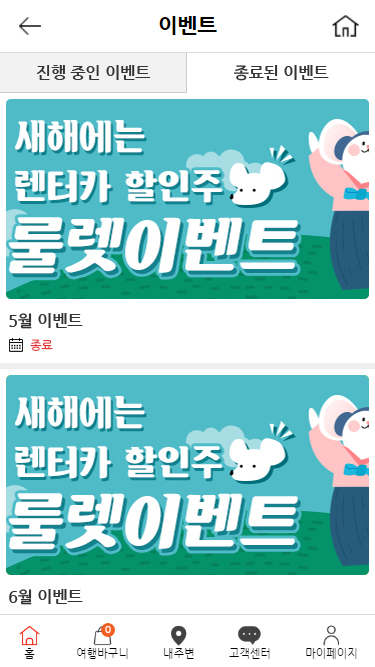 이벤트
진행 중인 이벤트 종료된 이벤트
새해에는
렌터카 할인주
룰렛이벤트
5월 이벤트
종료
새해에는
렌터카 할인주
룰렛이벤트
6월 이벤트
0
홈 여행바구니 내주변 고객센터 마이페이지